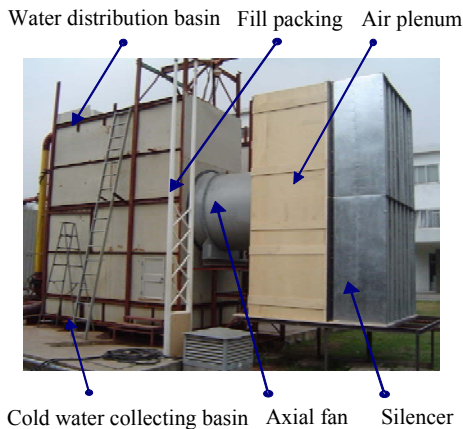 Water distribution basin Fill packing Air plenum
Cold water collecting basin Axial fan Silencer